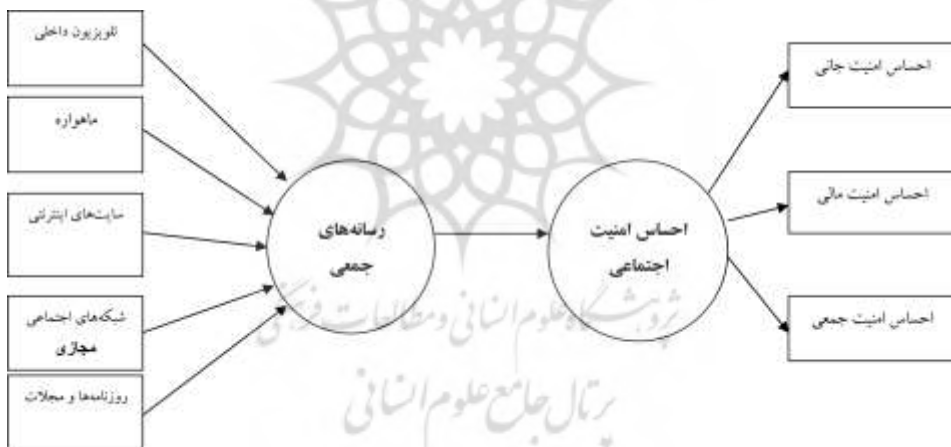 تلویزیون داخلی
ماهواره
سایت‌های اینترنتی
شبکه‌های اجتماعی
مجازی
روزنامه‌ها و مجلات
رسانه‌های
جمعی
احساس امنیت
اجتماعی
احساس امنیت جانی
احساس امنیت مالی
احساس امنیت جمعی
پژوهشگاه علوم انسانی و مطالعات فرهنگی
پرتال جامع علوم انسانی